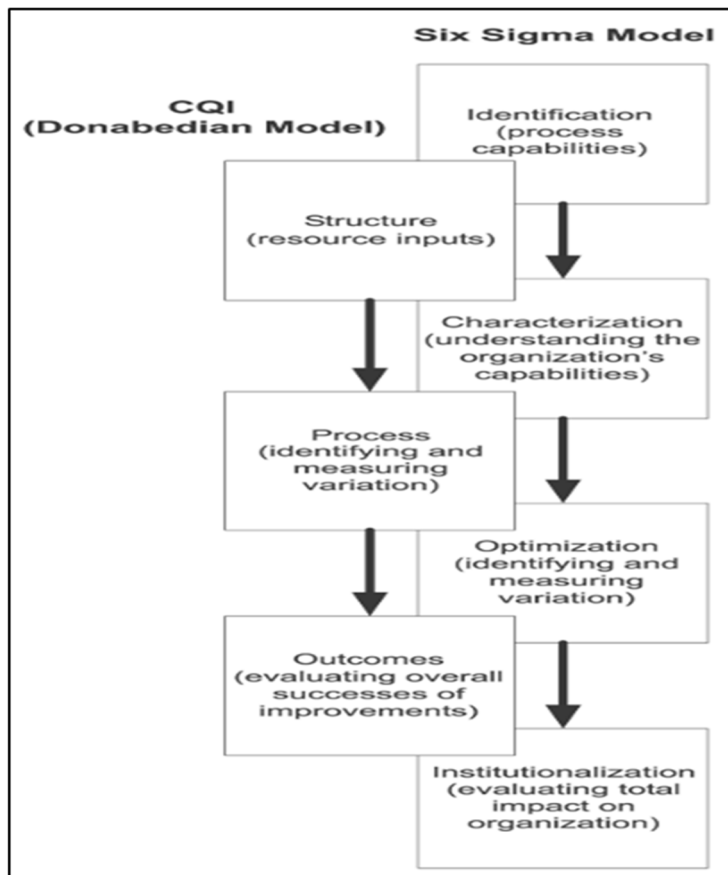 Six Sigma Model
CQI
(Donabedian Model)
Identification
(process
capabilities)
Structure
(resource inputs)
Characterization
(understanding the
organization's
capabilities)
Process
(identifying and
measuring
variation)
Optimization
(identifying and
measuring
variation)
Outcomes
(evaluating overall
successes of
improvements)
Institutionalization
(evaluating total
impact on
organization)